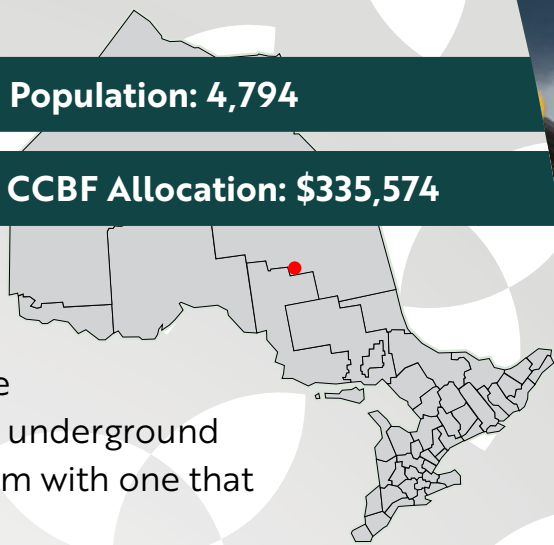 Population: 4,794
CCBF Allocation: $335,574
e
underground
m with one that